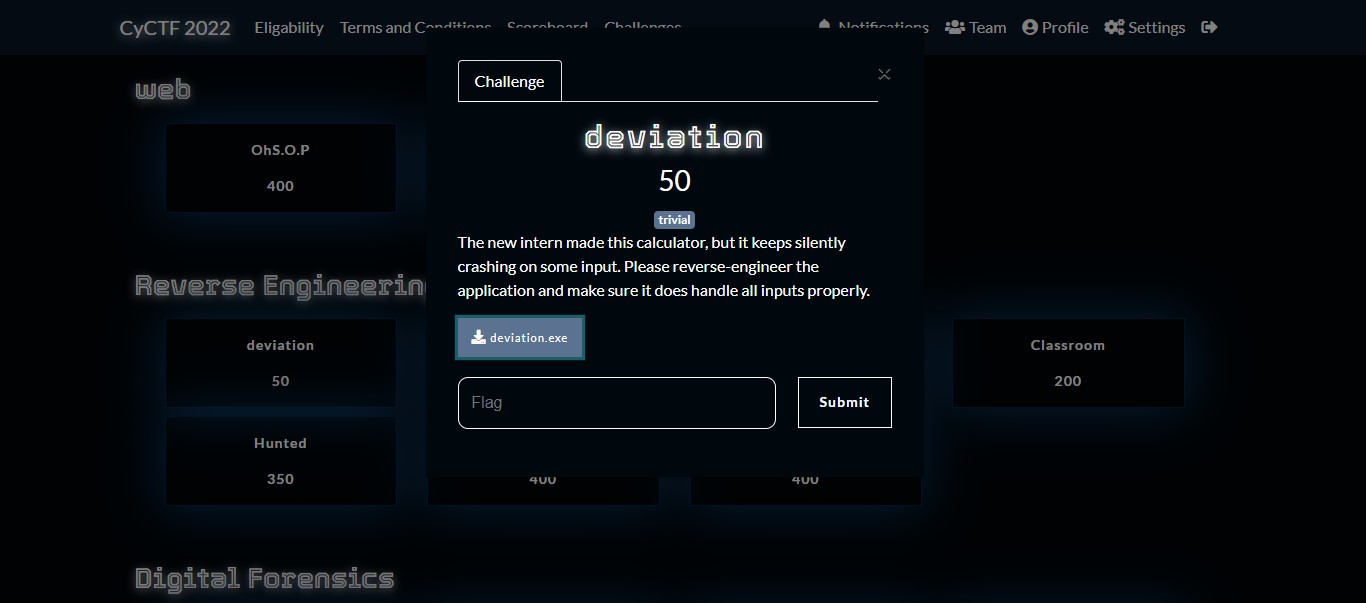 CyCTF 2022 Eligability Terms and Conditions Scoreboard Challenges Notifications Team Profile Settings
Challenge
web
deviation
OhS.O.P
400
50
trivial
The new intern made this calculator, but it keeps silently
crashing on some input. Please reverse-engineer the
application and make sure it does handle all inputs properly.
deviation.exe
Flag
Submit
Reverse Engineering
deviation
50
Classroom
200
Hunted
350
400
400
Digital Forensics